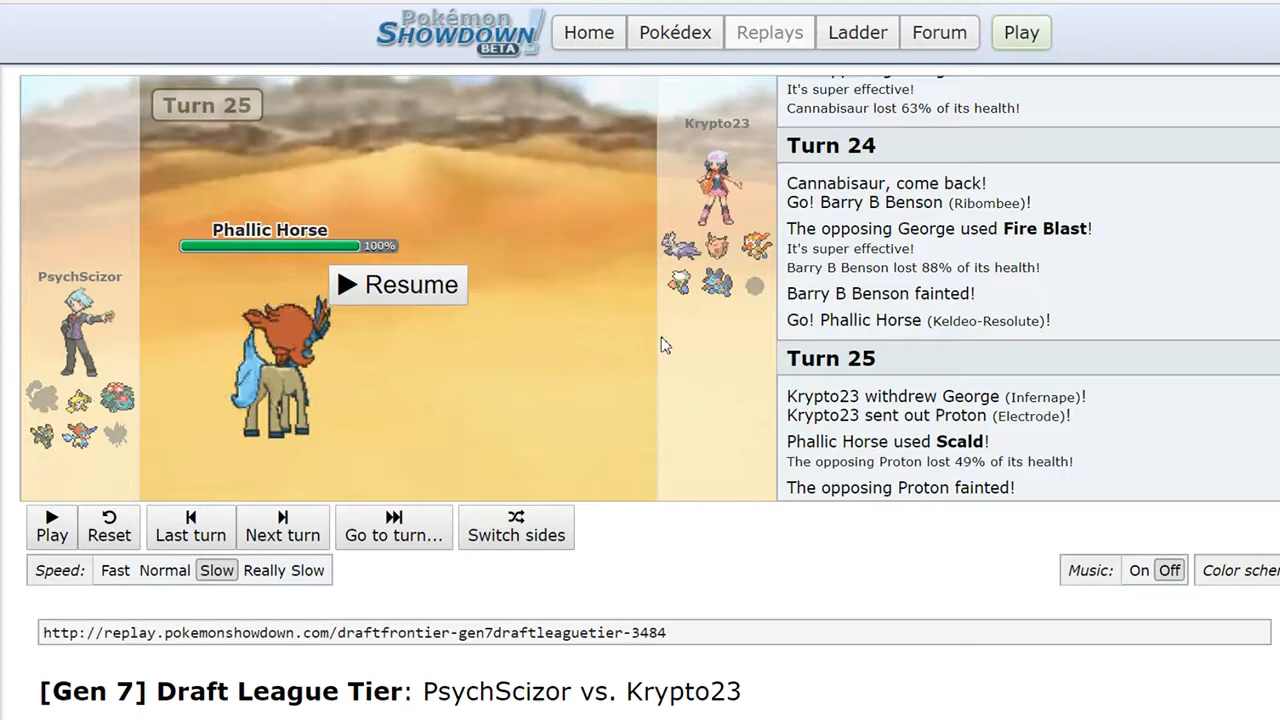 Pokémon
SHOWDOWN!
BETA
Home
Pokédex
Replays
Ladder
Forum
Play
Turn 25
Krypto23
Phallic Horse
100%
PsychScizor
Resume
It's super effective!
Cannabisaur lost 63% of its health!
Turn 24
Cannabisaur, come back!
Go! Barry B Benson (Ribombee)!
The opposing George used Fire Blast!
It's super effective!
Barry B Benson lost 88% of its health!
Barry B Benson fainted!
Go! Phallic Horse (Keldeo-Resolute)!
Turn 25
Krypto23 withdrew George (Infernape)!
Krypto23 sent out Proton (Electrode)!
Phallic Horse used Scald!
The opposing Proton lost 49% of its health!
The opposing Proton fainted!
Play
Reset
Last turn
Next turn
Go to turn...
Switch sides
Speed: Fast Normal Slow Really Slow
Music: On Off
Color scher
http://replay.pokemonshowdown.com/draftfrontier-gen7draftleaguetier-3484
[Gen 7] Draft League Tier: PsychScizor vs. Krypto23